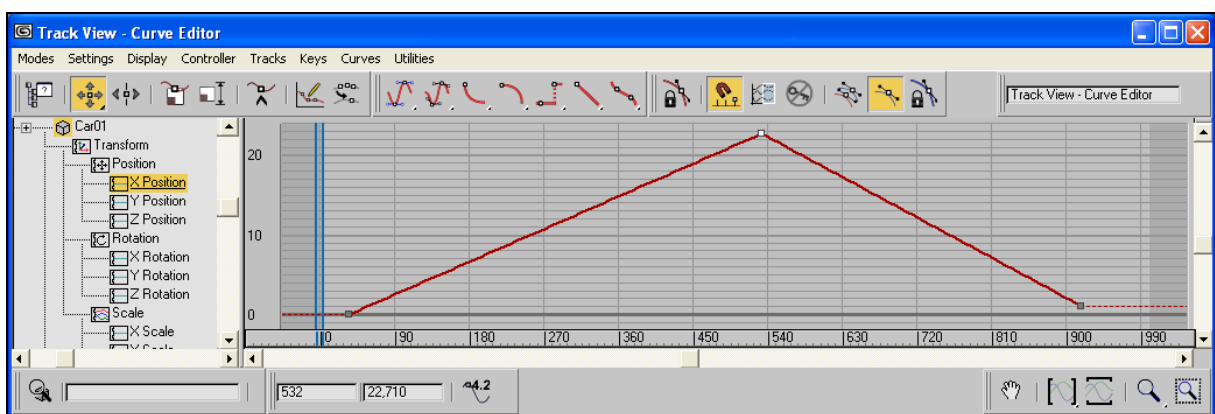 Track View - Curve Editor
Modes Settings Display Controller Tracks Keys Curves Utilities
Track View - Curve Editor
Car01
Transform
Position
X Position
Y Position
Z Position
Rotation
X Rotation
Y Rotation
Z Rotation
Scale
X Scale
20
10
0
0 90 180 270 360 450 540 630 720 810 900 990
532 22,710 4.2